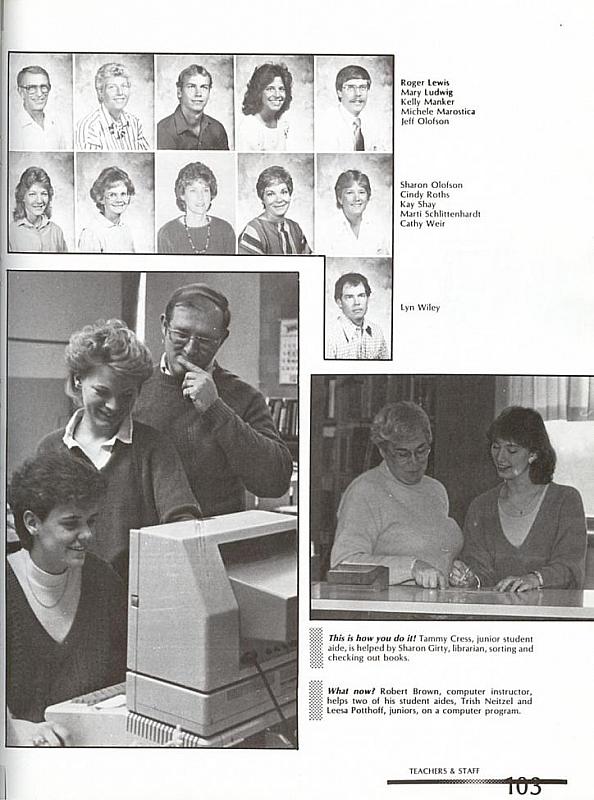 Roger Lewis
Mary Ludwig
Kelly Manker
Michele Marostica
Jeff Olofson
Sharon Olofson
Cindy Roths
Kay Shay
Marti Schlittenhardt
Cathy Weir
Lyn Wiley
This is how you do it! Tammy Cress, junior student
aide, is helped by Sharon Girty, librarian, sorting and
checking out books.
What now? Robert Brown, computer instructor,
helps two of his student aides, Trish Neitzel and
Leesa Potthoff, juniors, on a computer program.
TEACHERS & STAFF
103